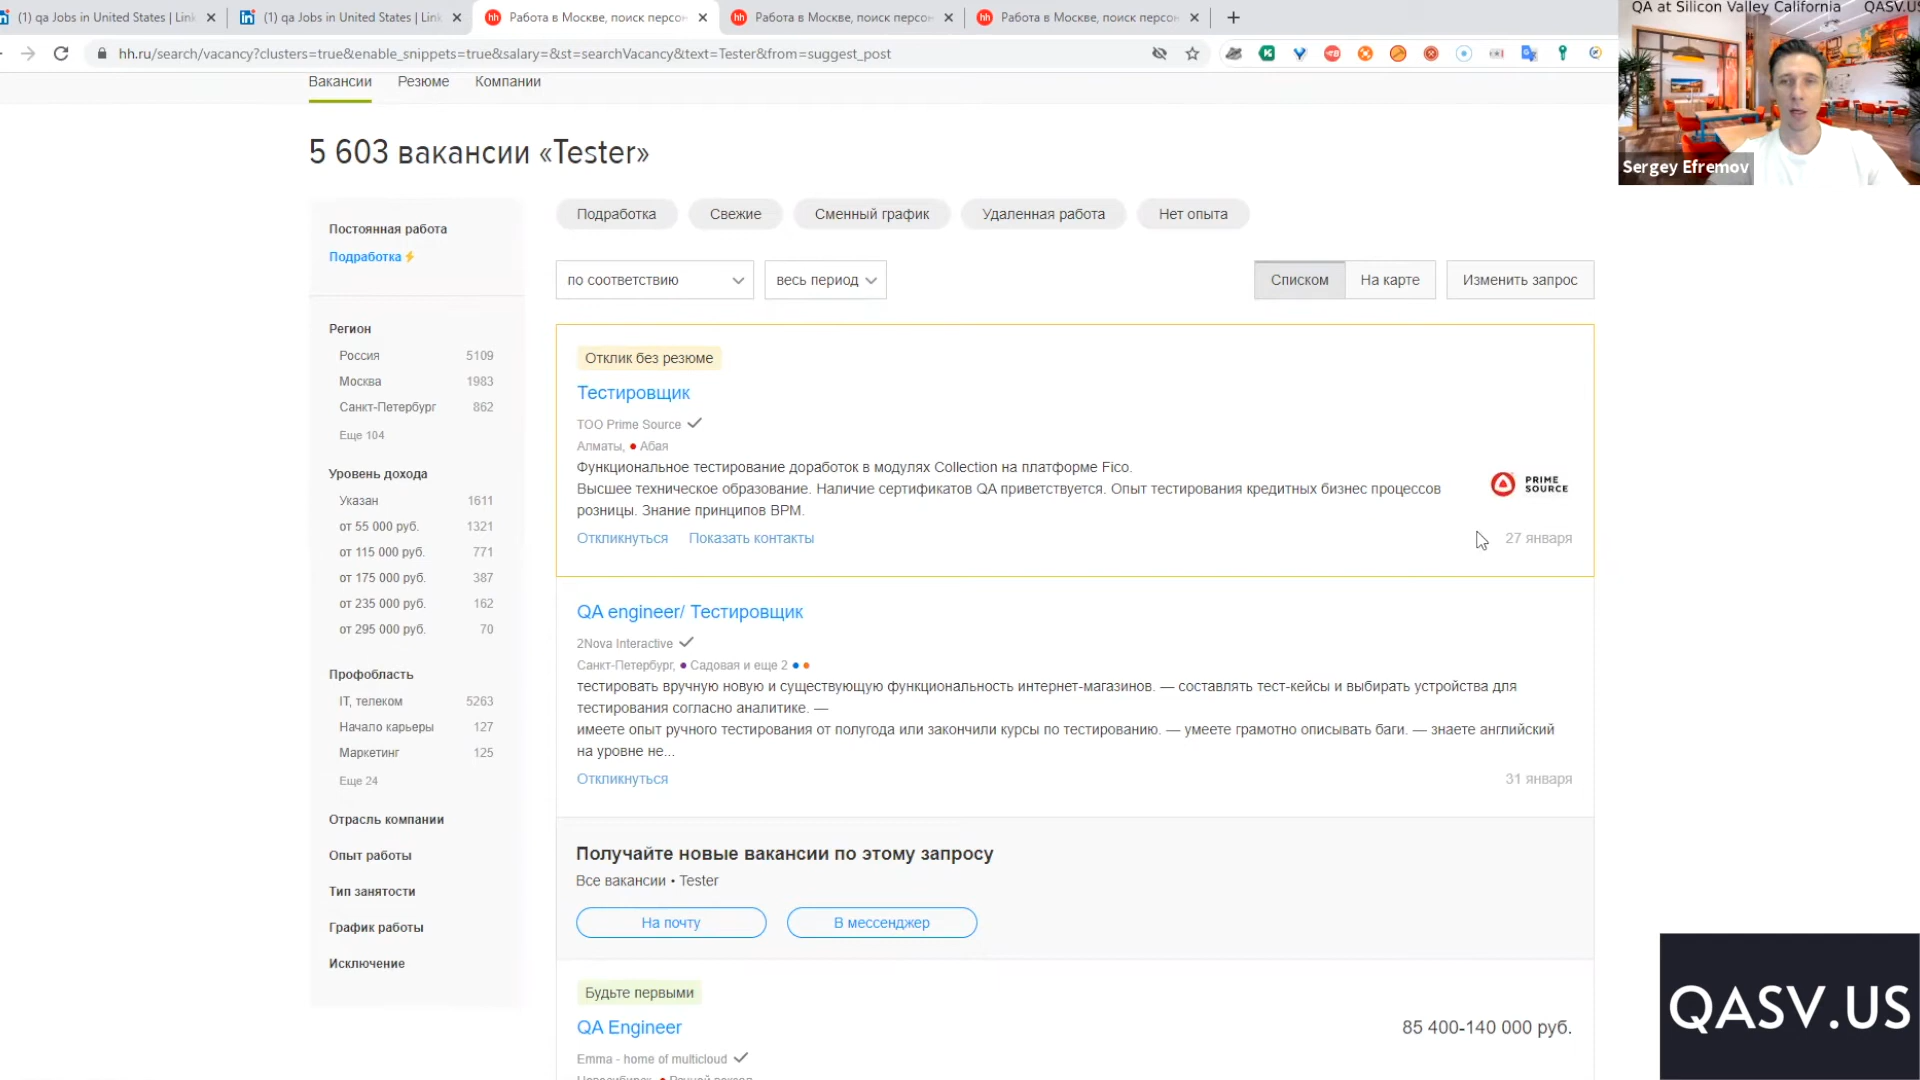 (1) qa Jobs in United States | Link
(1) qa Jobs in United States | Link
Работа в Москве, поиск персон
Работа в Москве, поиск персон
Работа в Москве, поиск персон
QA at Silicon Valley California QASV.US
hh.ru/search/vacancy?clusters=true&enable_snippets=true&salary=&st=searchVacancy&text=Tester&from=suggest_post
Вакансии Резюме Компании
Sergey Efremov
5 603 вакансии «Tester»
Постоянная работа
Подработка
Регион
Россия 5109
Москва 1983
Санкт-Петербург 862
Еще 104
Уровень дохода
Указан 1611
от 55 000 руб. 1321
от 115 000 руб. 771
от 175 000 руб. 387
от 235 000 руб. 162
от 295 000 руб. 70
Профобласть
IT, телеком 5263
Начало карьеры 127
Маркетинг 125
Еще 24
Отрасль компании
Опыт работы
Тип занятости
График работы
Исключение
Подработка Свежие Сменный график Удаленная работа Нет опыта
по соответствию весь период Списком На карте Изменить запрос
Отклик без резюме
Тестировщик
ТОО Prime Source
Алматы, Абая
Функциональное тестирование доработок в модулях Collection на платформе Fico.
Высшее техническое образование. Наличие сертификатов QA приветствуется. Опыт тестирования кредитных бизнес процессов
розницы. Знание принципов BPM.
PRIME
SOURCE
Откликнуться Показать контакты 27 января
QA engineer/ Тестировщик
2Nova Interactive
Санкт-Петербург, Садовая и еще 2
тестировать вручную новую и существующую функциональность интернет-магазинов. — составлять тест-кейсы и выбирать устройства для
тестирования согласно аналитике. —
имеете опыт ручного тестирования от полугода или закончили курсы по тестированию. — умеете грамотно описывать баги. — знаете английский
на уровне не...
Откликнуться 31 января
Получайте новые вакансии по этому запросу
Все вакансии • Tester
На почту В мессенджер
Будьте первыми
QA Engineer 85 400-140 000 руб.
Emma - home of multicloud
QASV.US